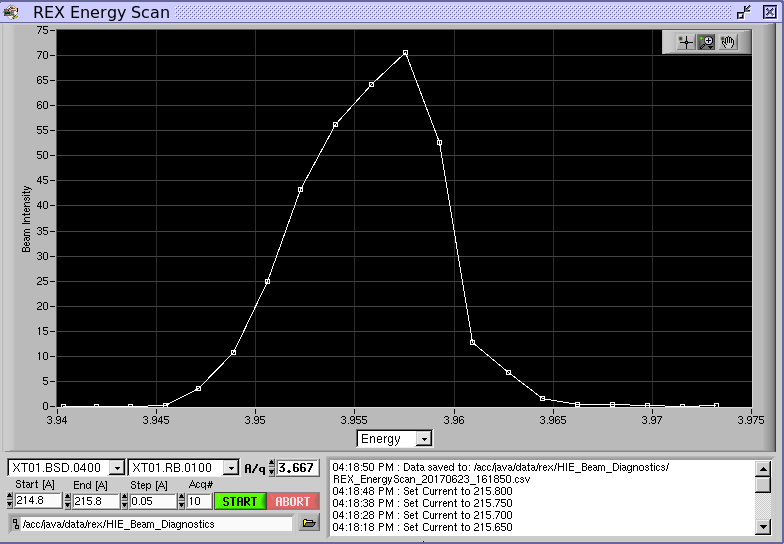 REX Energy Scan
75
70
65
60
55
50
45
40
35
30
25
20
15
10
5
0
Beam Intensity
3.94 3.945 3.95 3.955 3.96 3.965 3.97 3.975
Energy
XT01.BSD.0400 XT01.RB.0100 A/q 3.667
Start [A] End [A] Step [A] Acq#
214.8 215.8 0.05 10 START ABORT
/acc/java/data/rex/HIE_Beam_Diagnostics
04:18:50 PM : Data saved to: /acc/java/data/rex/HIE_Beam_Diagnostics/
REX_EnergyScan_20170623_161850.csv
04:18:48 PM : Set Current to 215.800
04:18:38 PM : Set Current to 215.750
04:18:28 PM : Set Current to 215.700
04:18:18 PM : Set Current to 215.650